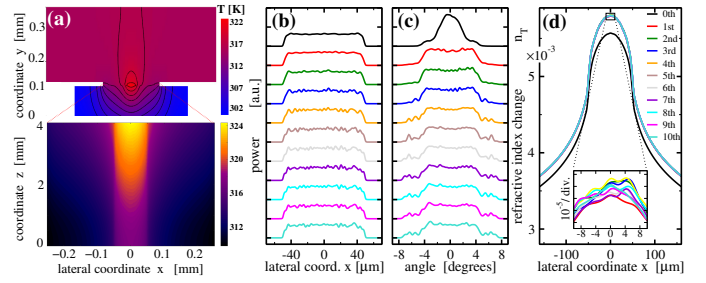 (a)
T [K]
322
317
312
307
302
coordinate y [mm]
0.3
0.2
0.1
0
coordinate z [mm]
4
2
0
324
320
316
312
−0.2 −0.1 0 0.1 0.2
lateral coordinate x [mm]
(b)
power [a.u.]
−40 0 40
lateral coord. x [μm]
(c)
−8 −4 0 4 8
angle [degrees]
(d)
refractive index change n_T
5
×10⁻³
4
3
0th
1st
2nd
3rd
4th
5th
6th
7th
8th
9th
10th
10⁻⁵/ div.
−8 −4 0 4 8
−100 0 100
lateral coordinate x [μm]